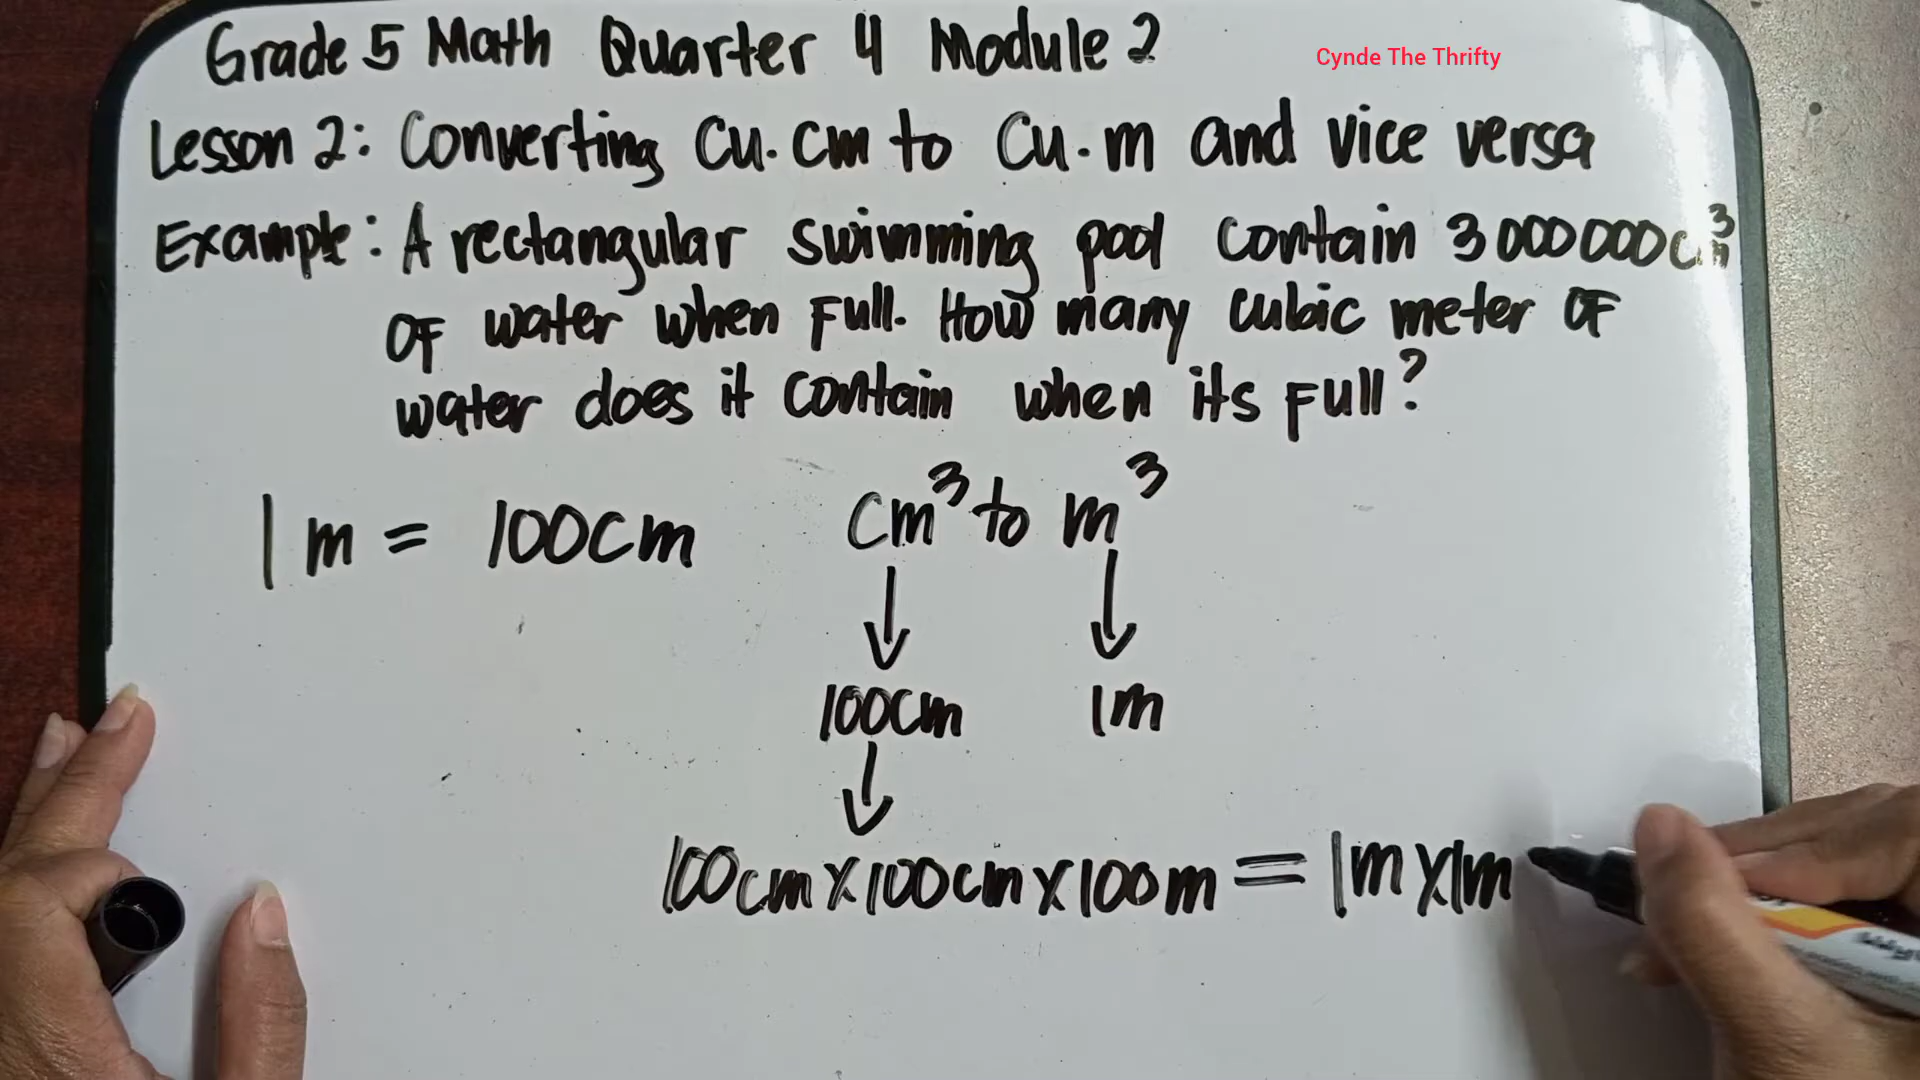 Grade 5 Math Quarter 4 Module 2
Cynde The Thrifty
Lesson 2: Converting Cu. cm to Cu. m and vice versa
Example: A rectangular swimming pool contain 3 000 000 cm³
of water when full. How many cubic meter of
water does it contain when its full?
1 m = 100cm
cm³ to m³
100cm 1m
100cm x 100cm x 100m = 1m x 1m